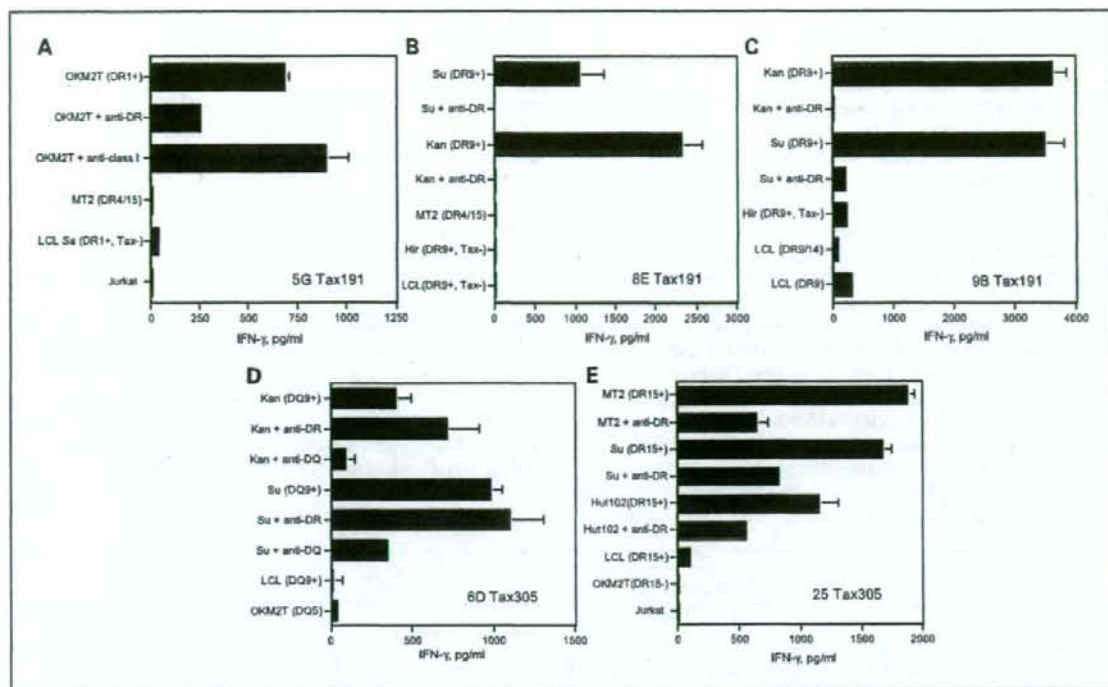 A
OKM2T (DR1+)
OKM2T + anti-DR
OKM2T + anti-class I
MT2 (DR4/15)
LCL Sa (DR1+, Tax-)
Jurkat
5G Tax191
0 250 500 750 1000 1250
IFN-γ, pg/ml
B
Su (DR9+)
Su + anti-DR
Kan (DR9+)
Kan + anti-DR
MT2 (DR4/15)
Hir (DR9+, Tax-)
LCL(DR9+, Tax-)
8E Tax191
0 500 1000 1500 2000 2500 3000
IFN-γ, pg/ml
C
Kan (DR9+)
Kan + anti-DR
Su (DR9+)
Su + anti-DR
Hir (DR9+, Tax-)
LCL (DR9/14)
LCL (DR9)
9B Tax191
0 1000 2000 3000 4000
IFN-γ, pg/ml
D
Kan (DQ9+)
Kan + anti-DR
Kan + anti-DQ
Su (DQ9+)
Su + anti-DR
Su + anti-DQ
LCL (DQ9+)
OKM2T (DQ5)
6D Tax305
0 500 1000 1500
IFN-γ, pg/ml
E
MT2 (DR15+)
MT2 + anti-DR
Su (DR15+)
Su + anti-DR
Hut102(DR15+)
Hut102 + anti-DR
LCL (DR15+)
OKM2T(DR15-)
Jurkat
25 Tax305
0 500 1000 1500 2000
IFN-γ, pg/ml